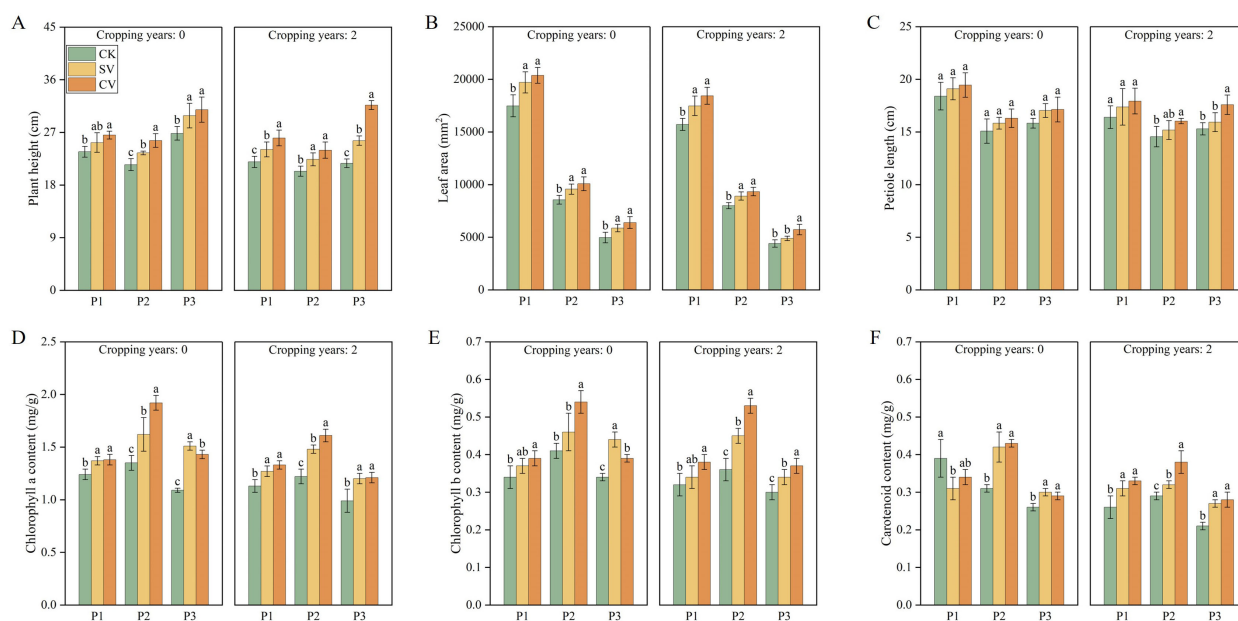 A
Plant height (cm)
45
36
27
18
9
0
Cropping years: 0
CK
SV
CV
b ab a
c b a
b a a
P1 P2 P3
Cropping years: 2
c b a
b a a
c b a
P1 P2 P3
B
Leaf area (mm²)
25000
20000
15000
10000
5000
0
Cropping years: 0
b a a
b a a
b a a
P1 P2 P3
Cropping years: 2
b a a
b a a
b b a
P1 P2 P3
C
Petiole length (cm)
25
20
15
10
5
0
Cropping years: 0
a a a
a a a
a a a
P1 P2 P3
Cropping years: 2
a a a
b ab a
b b a
P1 P2 P3
D
Chlorophyll a content (mg/g)
2.5
2.0
1.5
1.0
0.5
0.0
Cropping years: 0
b a a
c b a
c a b
P1 P2 P3
Cropping years: 2
b a a
c b a
b a a
P1 P2 P3
E
Chlorophyll b content (mg/g)
0.7
0.6
0.5
0.4
0.3
0.2
0.1
0.0
Cropping years: 0
b ab a
b b a
c a b
P1 P2 P3
Cropping years: 2
b ab a
c b a
c b a
P1 P2 P3
F
Carotenoid content (mg/g)
0.7
0.6
0.5
0.4
0.3
0.2
0.1
0.0
Cropping years: 0
a b ab
b a a
b a a
P1 P2 P3
Cropping years: 2
b a a
c b a
b a a
P1 P2 P3